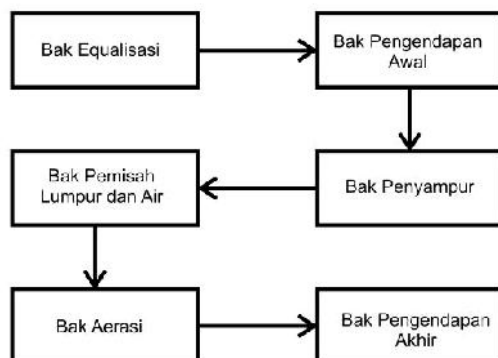 Bak Equalisasi
Bak Pengendapan
Awal
Bak Penyampur
Bak Pemisah
Lumpur dan Air
Bak Aerasi
Bak Pengendapan
Akhir